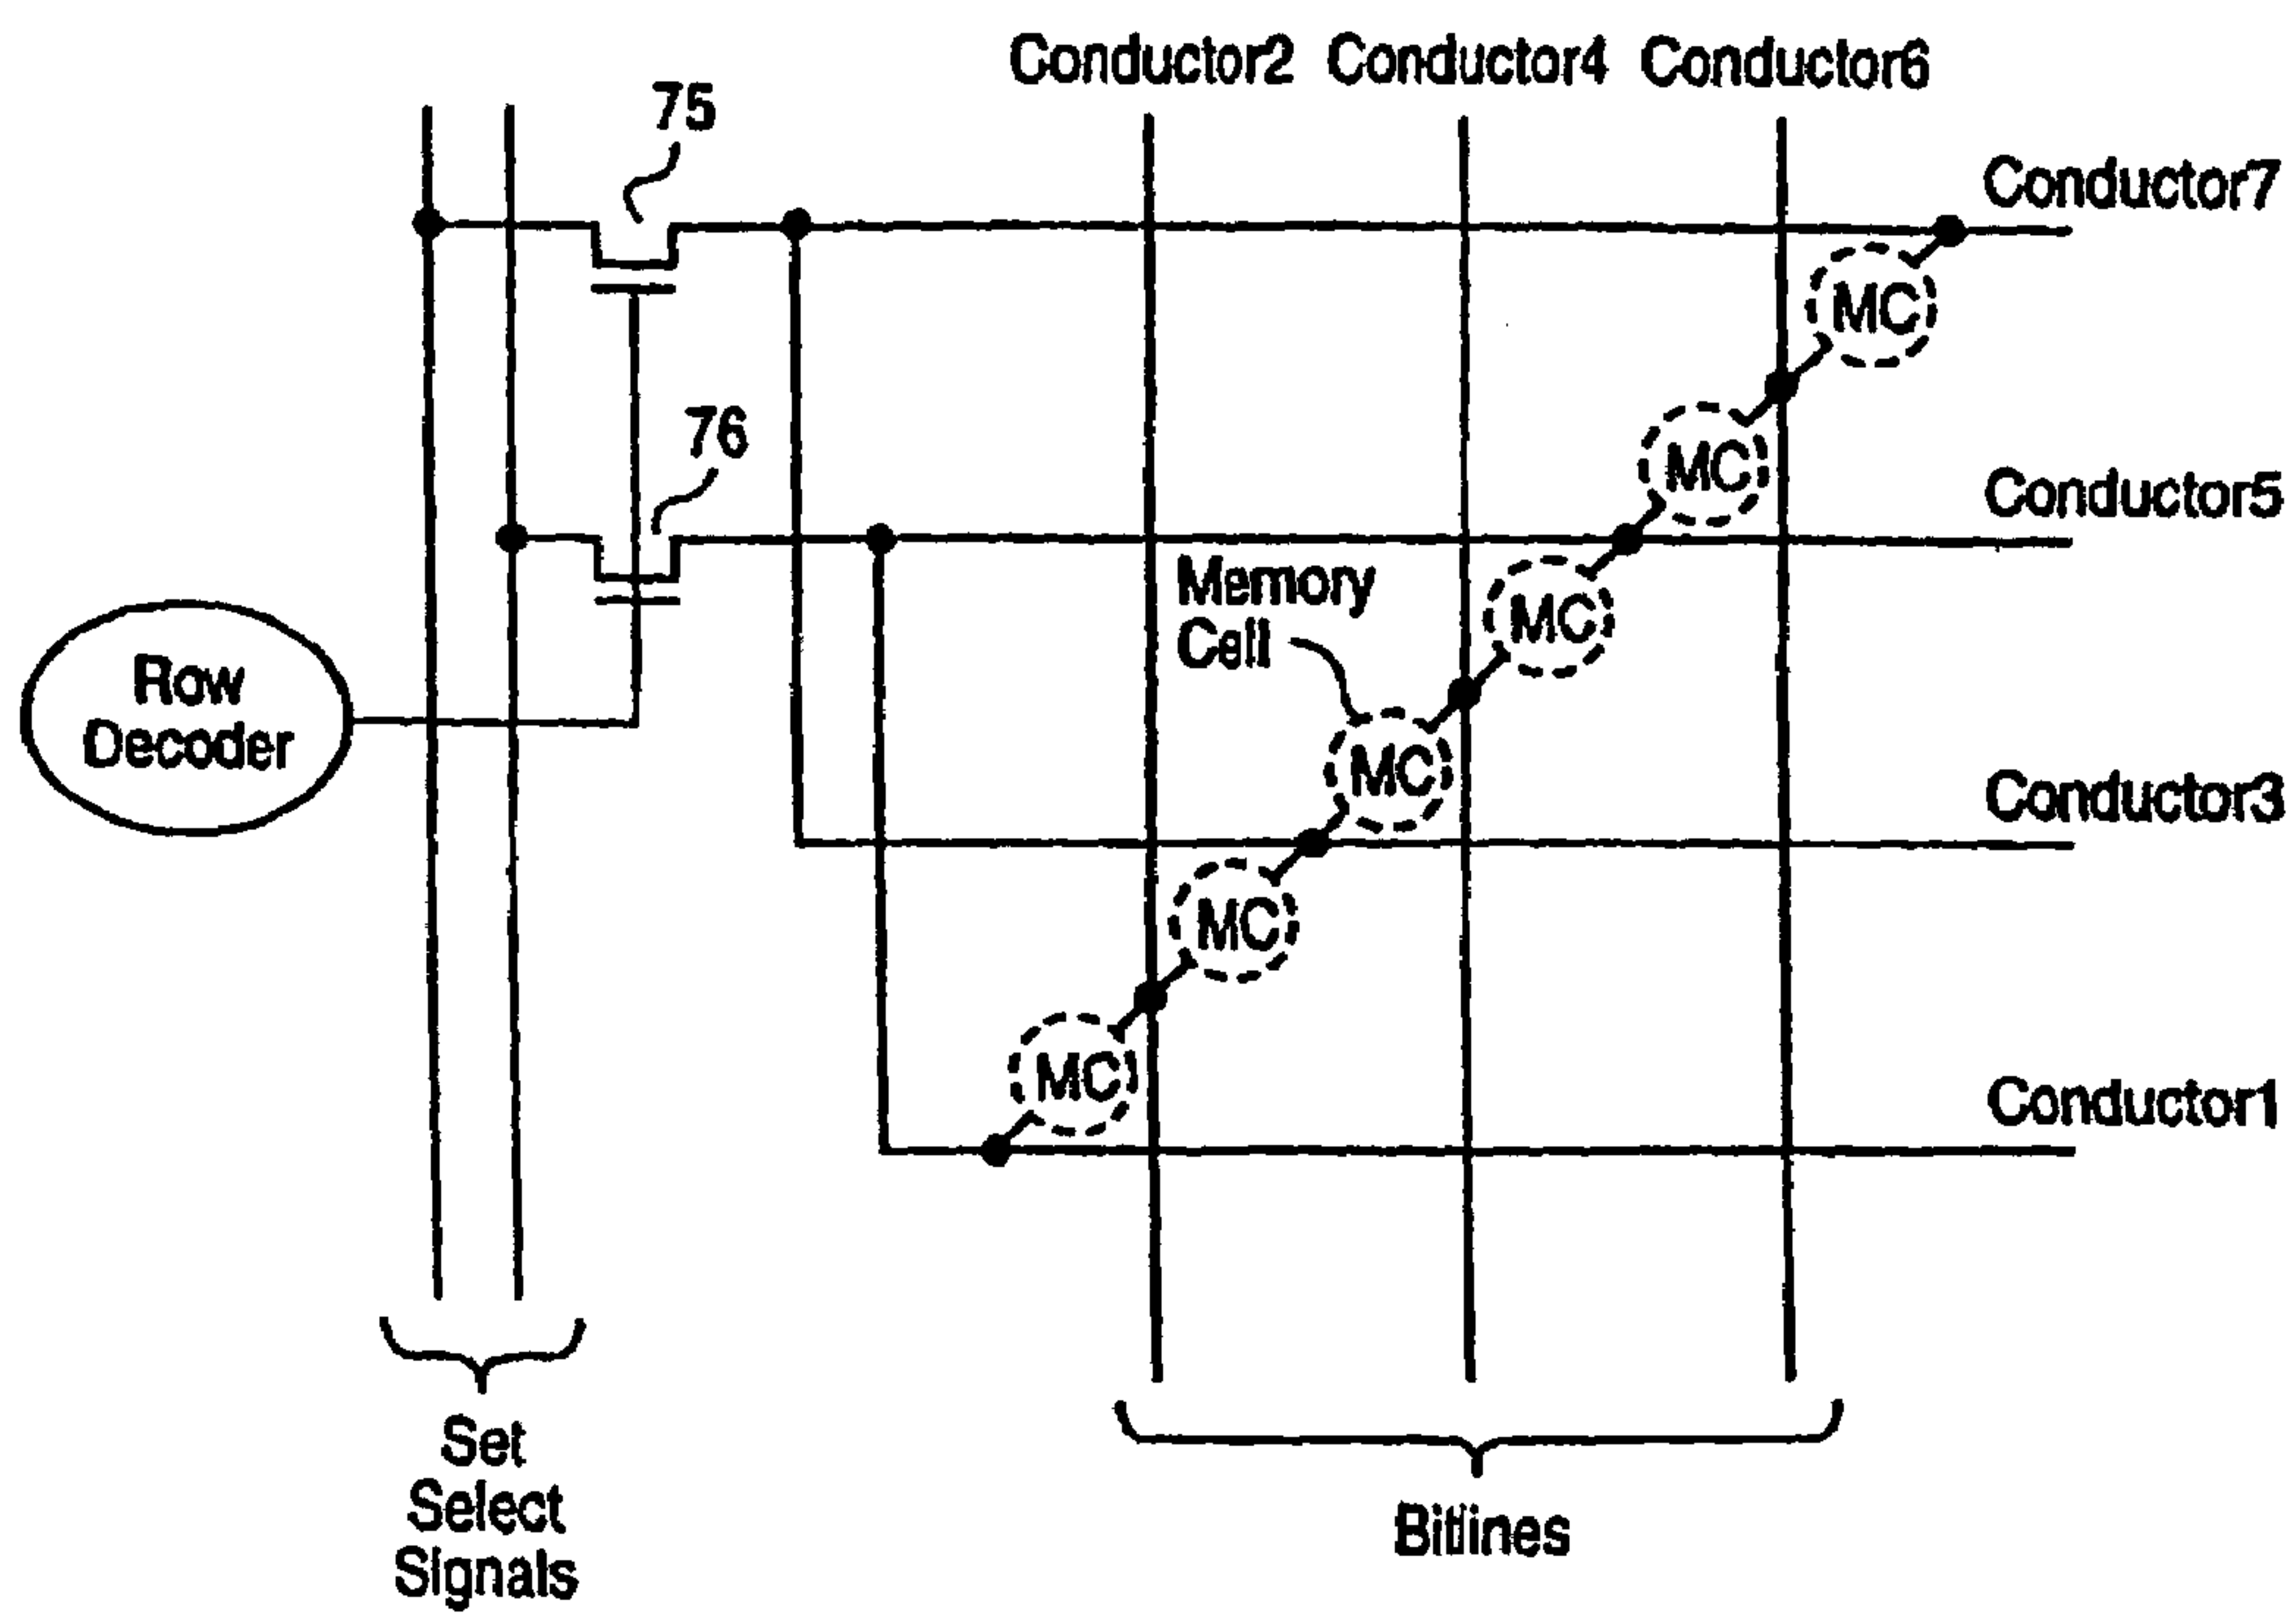 Conductor2 Conductor4 Conductor6
75
Conductor7
MC
76
MC
Conductor5
Memory
Cell
MC
Row
Decoder
MC
Conductor3
MC
MC
Conductor1
Set
Select
Signals
Bitlines